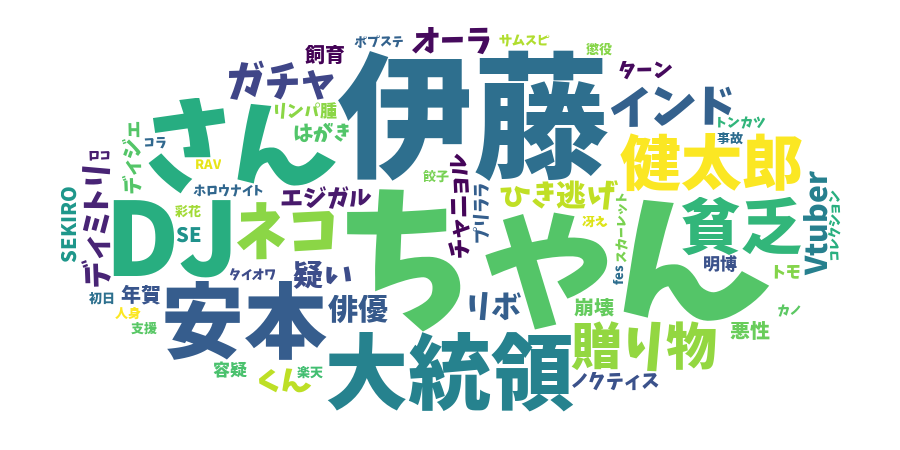 ポプステ
オーラ
サムスピ
懲役
飼育
ターン
ガチャ
伊藤
インド
リンパ腫
はがき
トンカツ
事故
ディジェ
コラ
さん
健太郎
ロ
ディミトリ
RAV
餃子
チャニョル
ホロウナイト
エジガル
プリララ
ひき逃げ
Vtuber
SEKIRO
DJ
彩花
SE
ネコ
ちゃん
冴え
スカーレット
貧乏
コレクション
タイオワ
疑い
fes
明博
トモ
初日
年賀
安本
俳優
リボ
崩壊
カノ
人身
支援
大統領
贈り物
悪性
容疑
くん
楽天
ノクティス